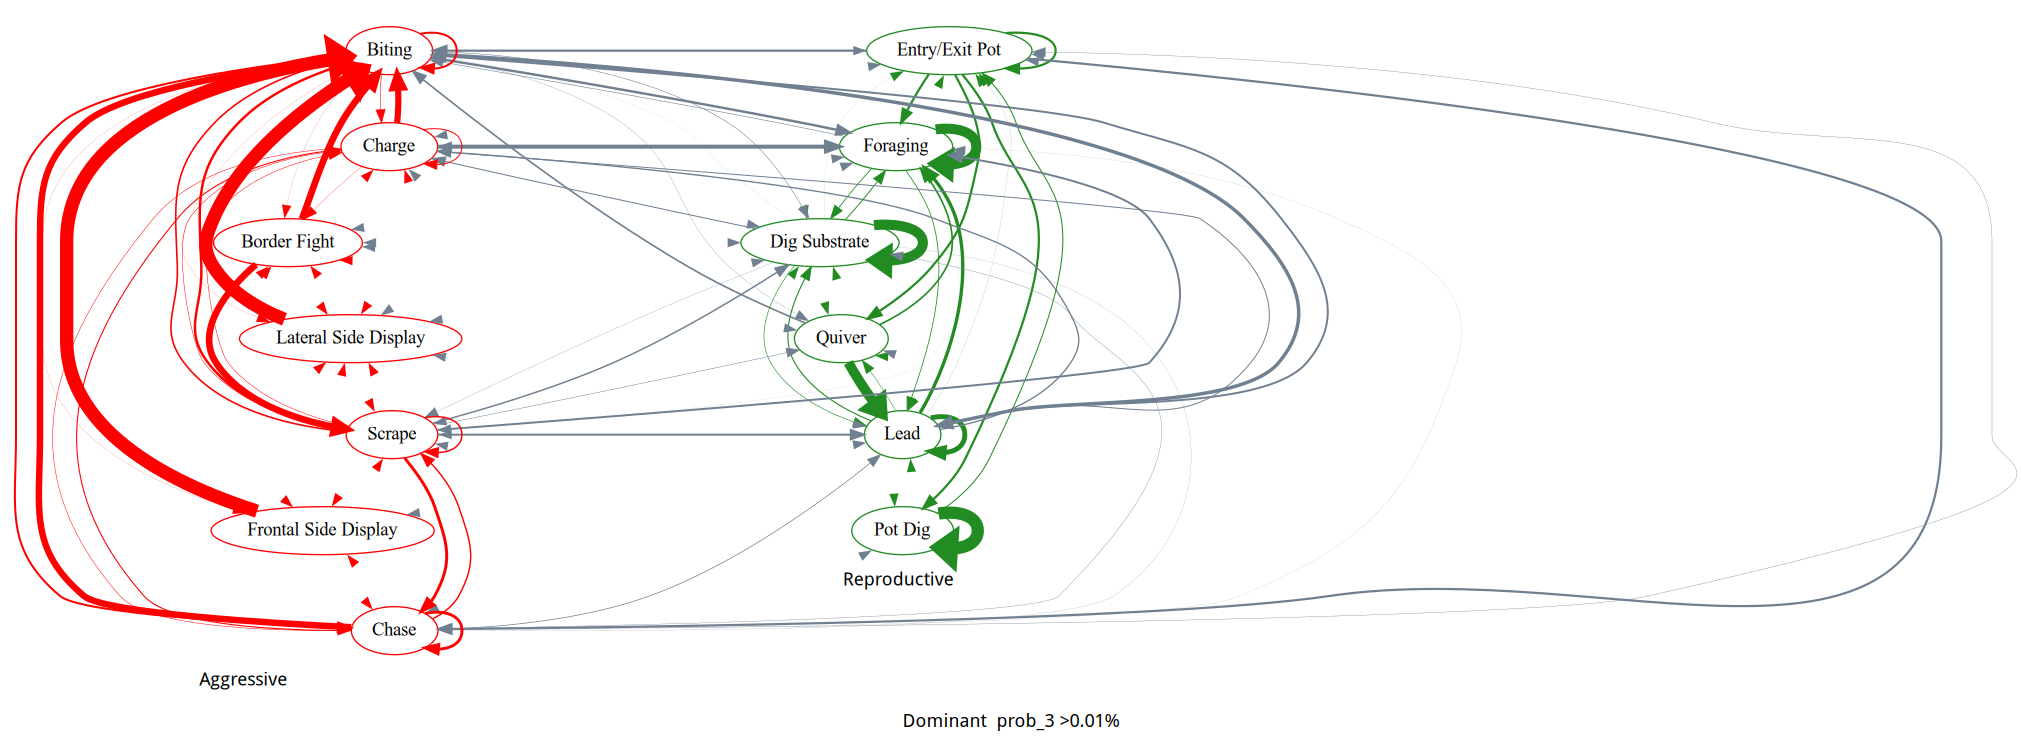 Biting
Entry/Exit Pot
Charge
Foraging
Border Fight
Dig Substrate
Lateral Side Display
Quiver
Scrape
Lead
Frontal Side Display
Pot Dig
Reproductive
Chase
Aggressive
Dominant  prob_3 >0.01%